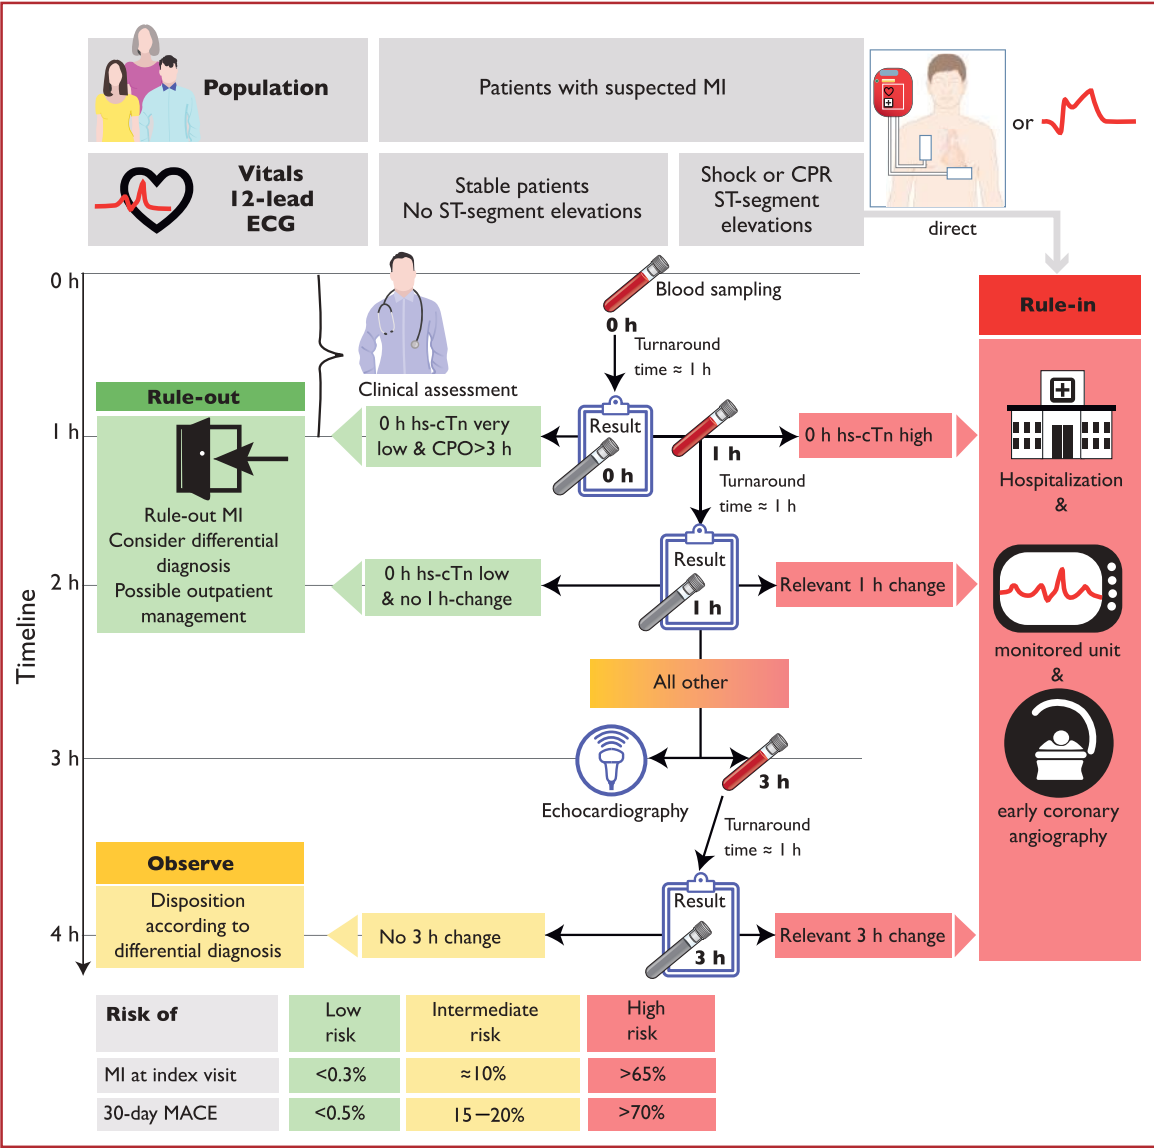 Population
Patients with suspected MI
or
Vitals
12-lead
ECG
Stable patients
No ST-segment elevations
Shock or CPR
ST-segment
elevations
direct
Timeline
0 h
Blood sampling
0 h
Turnaround
time ≈ 1 h
Clinical assessment
Rule-in
Rule-out
1 h
0 h hs-cTn very
low & CPO>3 h
Result
0 h
1 h
0 h hs-cTn high
Turnaround
time ≈ 1 h
Hospitalization
&
Rule-out MI
Consider differential
diagnosis
Possible outpatient
management
2 h
0 h hs-cTn low
& no 1 h-change
Result
1 h
Relevant 1 h change
monitored unit
&
All other
3 h
Echocardiography
3 h
Turnaround
time ≈ 1 h
early coronary
angiography
Observe
Disposition
according to
differential diagnosis
4 h
No 3 h change
Result
3 h
Relevant 3 h change
Risk of
Low
risk
Intermediate
risk
High
risk
MI at index visit
<0.3%
≈10%
>65%
30-day MACE
<0.5%
15—20%
>70%